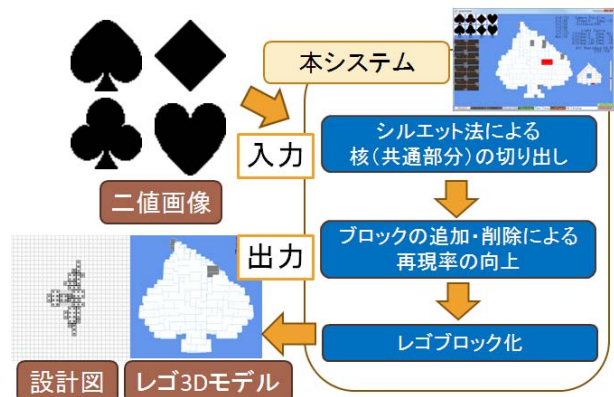 本システム
入力
シルエット法による
核(共通部分)の切り出し
二値画像
出力
ブロックの追加・削除による
再現率の向上
レゴブロック化
設計図
レゴ3Dモデル